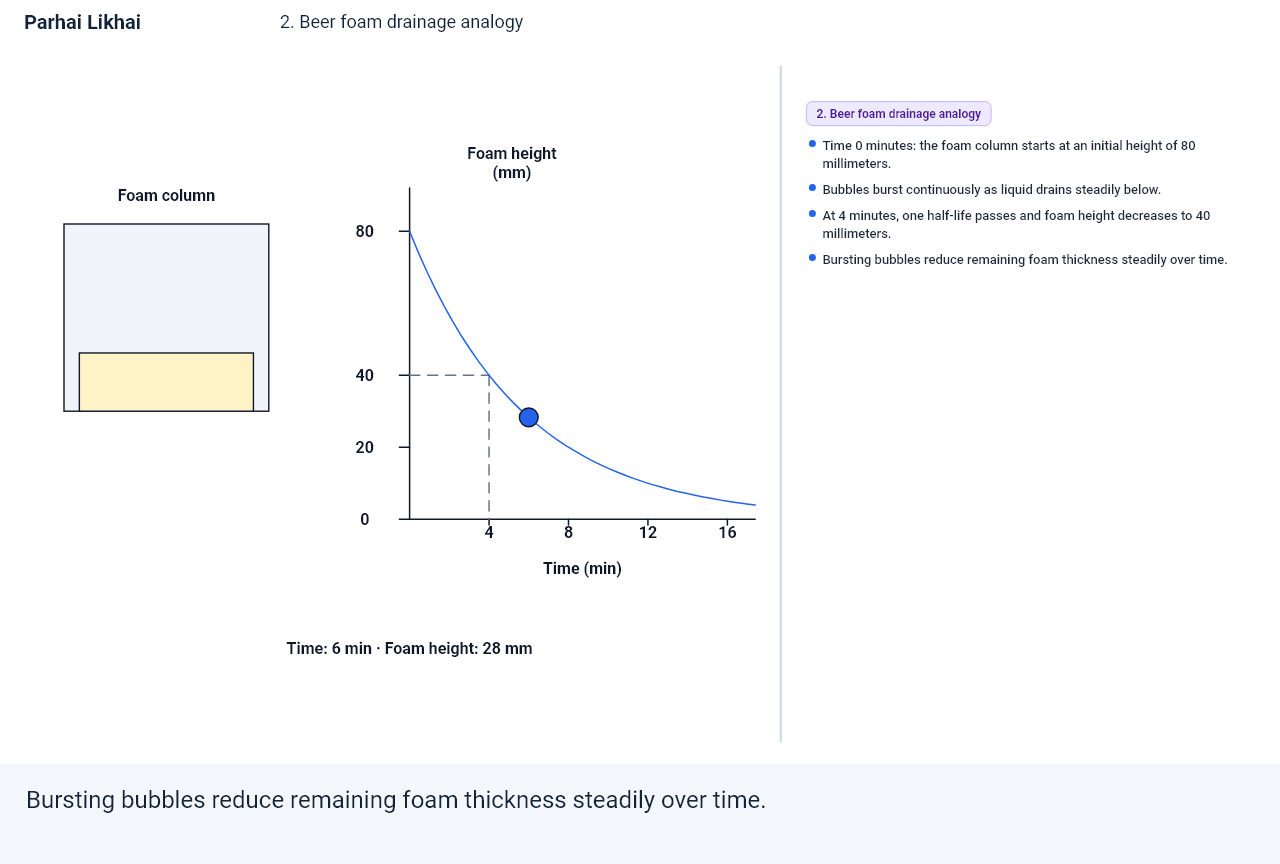 Parhai Likhai
2. Beer foam drainage analogy
Foam column
Foam height
(mm)
80
40
20
0
4
8
12
16
Time (min)
Time: 6 min · Foam height: 28 mm
2. Beer foam drainage analogy
Time 0 minutes: the foam column starts at an initial height of 80
millimeters.
Bubbles burst continuously as liquid drains steadily below.
At 4 minutes, one half-life passes and foam height decreases to 40
millimeters.
Bursting bubbles reduce remaining foam thickness steadily over time.
Bursting bubbles reduce remaining foam thickness steadily over time.